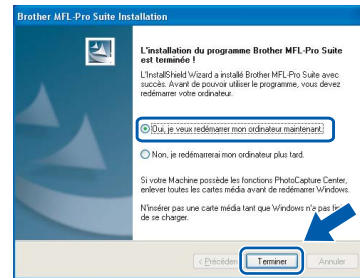 Brother MFL-Pro Suite Installation
L'installation du programme Brother MFL-Pro Suite
est terminée !
L'InstallShield Wizard a installé Brother MFL-Pro Suite avec
succès. Avant de pouvoir utiliser le programme, vous devez
redémarrer votre ordinateur.
Oui, je veux redémarrer mon ordinateur maintenant.
Non, je redémarrerai mon ordinateur plus tard.
Si votre Machine possède les fonctions PhotoCapture Center,
enlever toutes les cartes média avant de redémarrer Windows.
N'insérer pas une carte média tant que Windows n'a pas
de se charger.
< Précéden
Terminer
Annuler